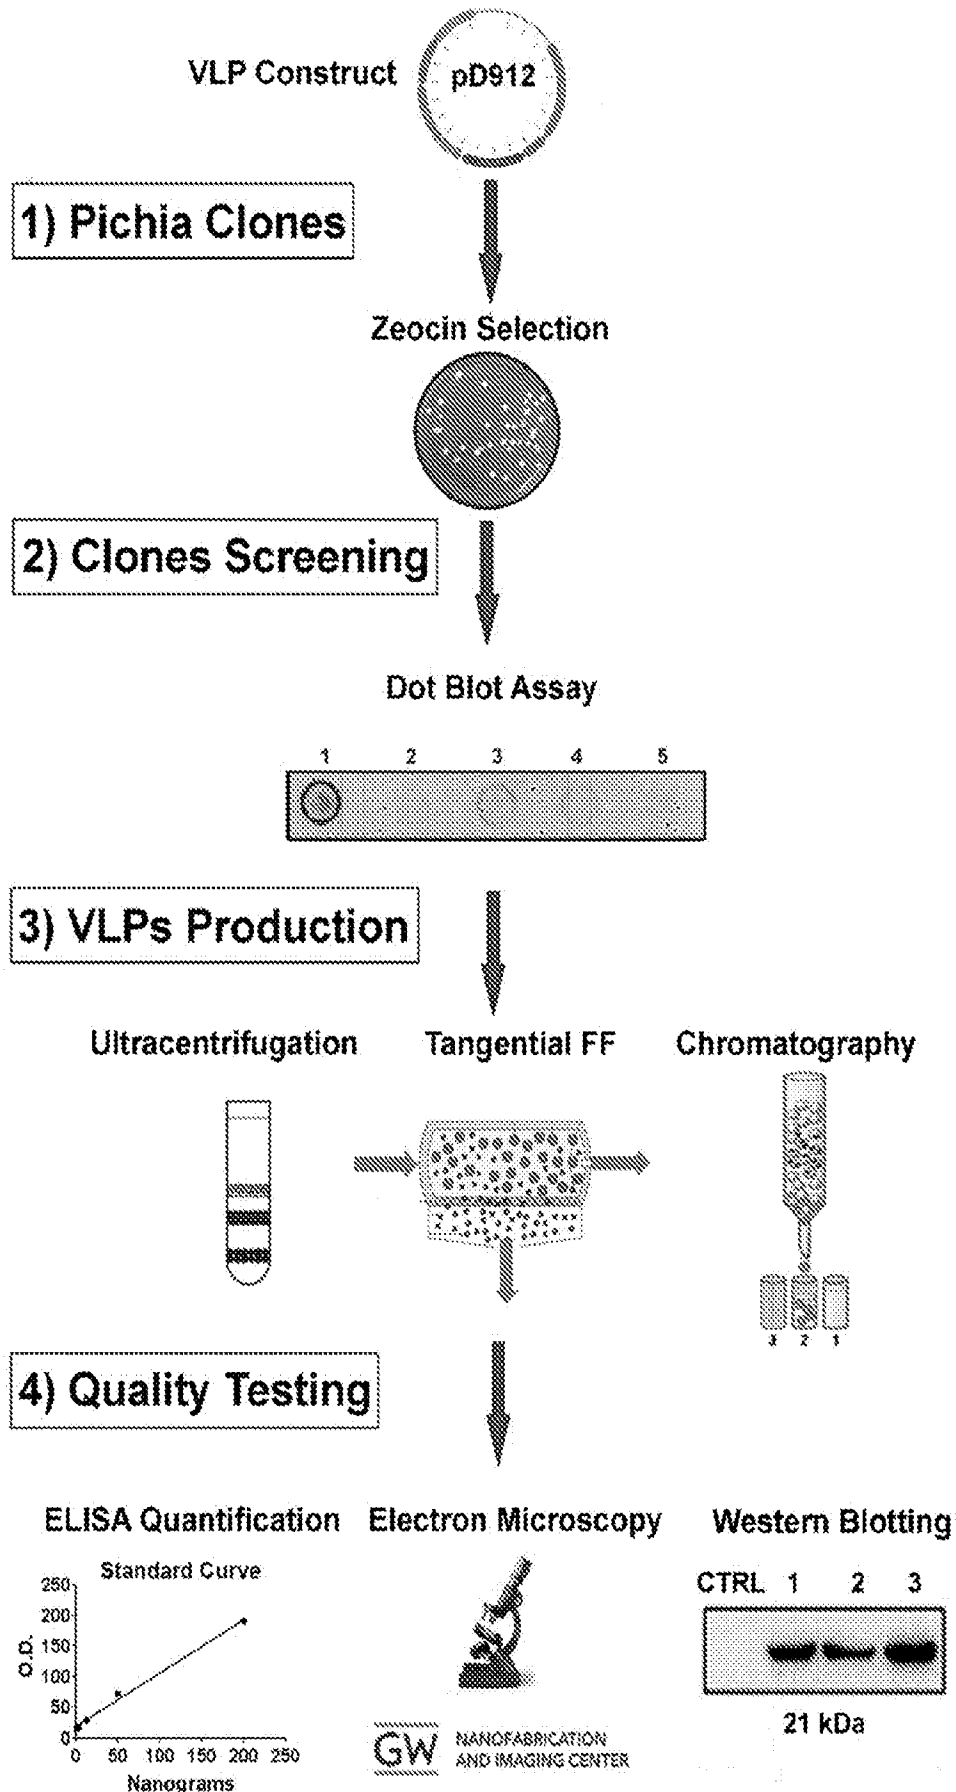 VLP Construct
pD912
1) Pichia Clones
Zeocin Selection
2) Clones Screening
Dot Blot Assay
1 2 3 4 5
3) VLPs Production
Ultracentrifugation
Tangential FF
Chromatography
3 2 1
4) Quality Testing
ELISA Quantification
Standard Curve
250
200
150
100
50
0
O.D.
0 50 100 150 200 250
Nanograms
Electron Microscopy
GW
NANOFABRICATION
AND IMAGING CENTER
Western Blotting
CTRL 1 2 3
21 kDa